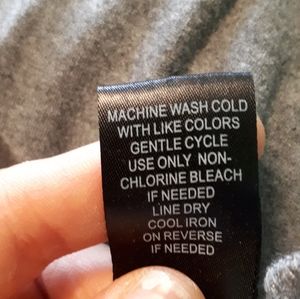 MACHINE WASH COLD
WITH LIKE COLORS
GENTLE CYCLE
USE ONLY NON-
CHLORINE BLEACH
IF NEEDED
LINE DRY
COOL IRON
ON REVERSE
IF NEEDED